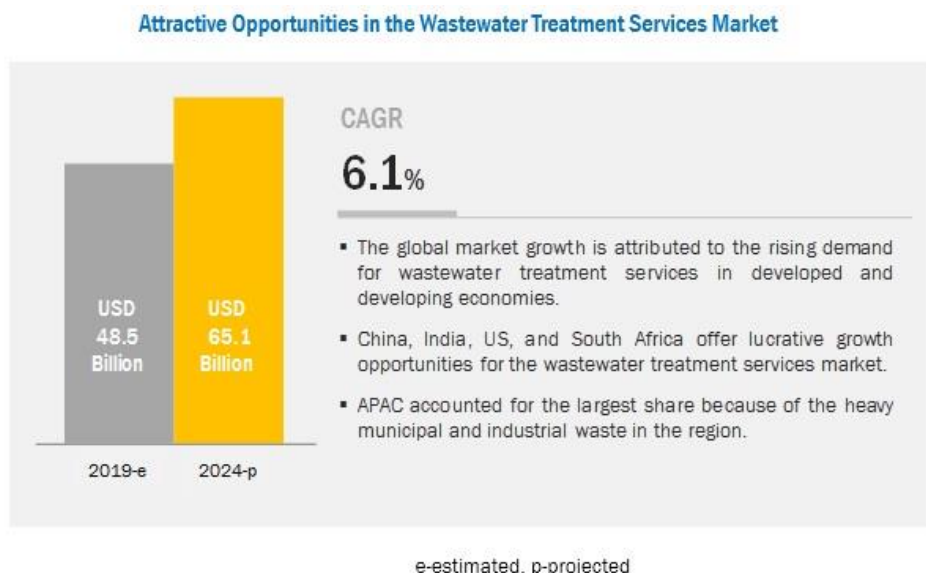 Attractive Opportunities in the Wastewater Treatment Services Market
USD
48.5
Billion
USD
65.1
Billion
2019-e
2024-p
CAGR
6.1%
▪ The global market growth is attributed to the rising demand
for wastewater treatment services in developed and
developing economies.
▪ China, India, US, and South Africa offer lucrative growth
opportunities for the wastewater treatment services market.
▪ APAC accounted for the largest share because of the heavy
municipal and industrial waste in the region.
e-estimated, p-projected